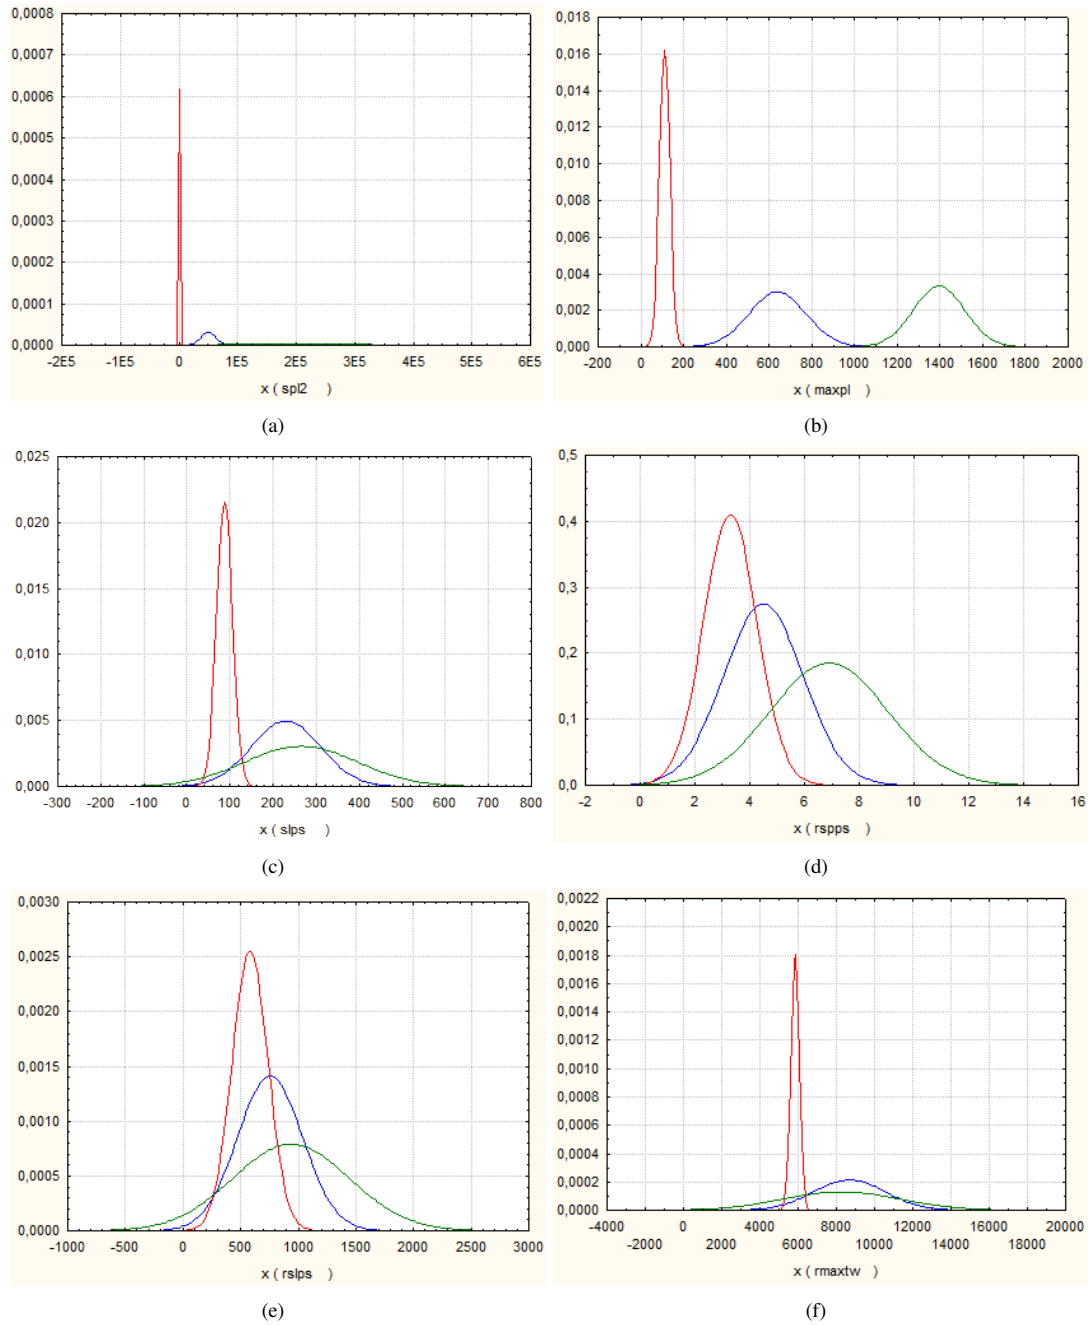 0,0008
0,0007
0,0006
0,0005
0,0004
0,0003
0,0002
0,0001
0,0000
-2E5 -1E5 0 1E5 2E5 3E5 4E5 5E5 6E5
x ( spl2 )
(a)
0,018
0,016
0,014
0,012
0,010
0,008
0,006
0,004
0,002
0,000
-200 0 200 400 600 800 1000 1200 1400 1600 1800 2000
x ( maxpl )
(b)
0,025
0,020
0,015
0,010
0,005
0,000
-300 -200 -100 0 100 200 300 400 500 600 700 800
x ( slps )
(c)
0,5
0,4
0,3
0,2
0,1
0,0
-2 0 2 4 6 8 10 12 14 16
x ( rspps )
(d)
0,0030
0,0025
0,0020
0,0015
0,0010
0,0005
0,0000
-1000 -500 0 500 1000 1500 2000 2500 3000
x ( rslps )
(e)
0,0022
0,0020
0,0018
0,0016
0,0014
0,0012
0,0010
0,0008
0,0006
0,0004
0,0002
0,0000
-4000 0 4000 8000 12000 16000 20000
-2000 2000 6000 10000 14000 18000
x ( rmaxtw )
(f)